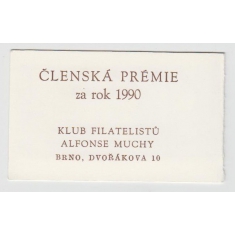 ČLENSKÁ PRÉMIE
za rok 1990
KLUB FILATELISTŮ
ALFONSE MUCHY
BRNO, DVOŘÁKOVA 10